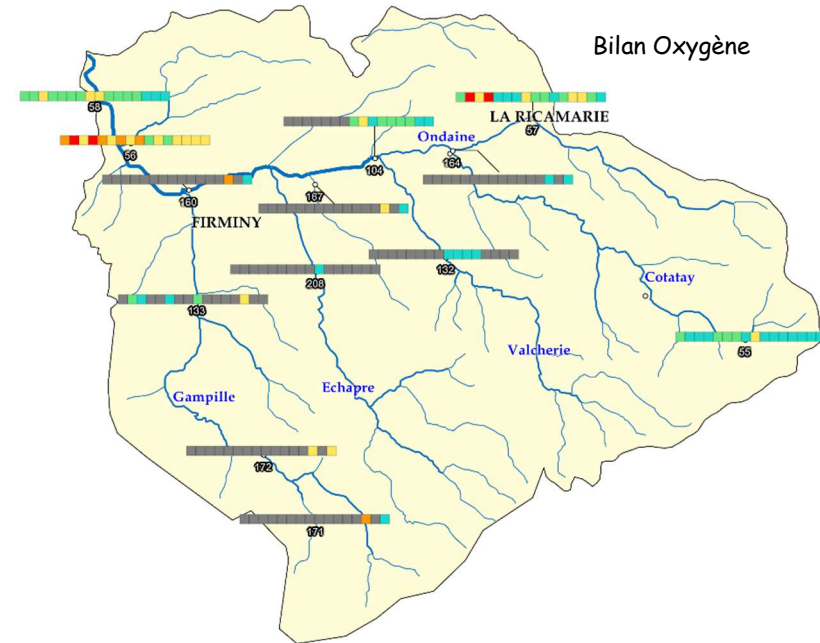 Bilan Oxygène
58
LA RICAMARIE
57
Ondaine
56
104
164
160
167
FIRMINY
132
208
Cotatay
133
55
Valcherie
Gampille
Echapre
172
171